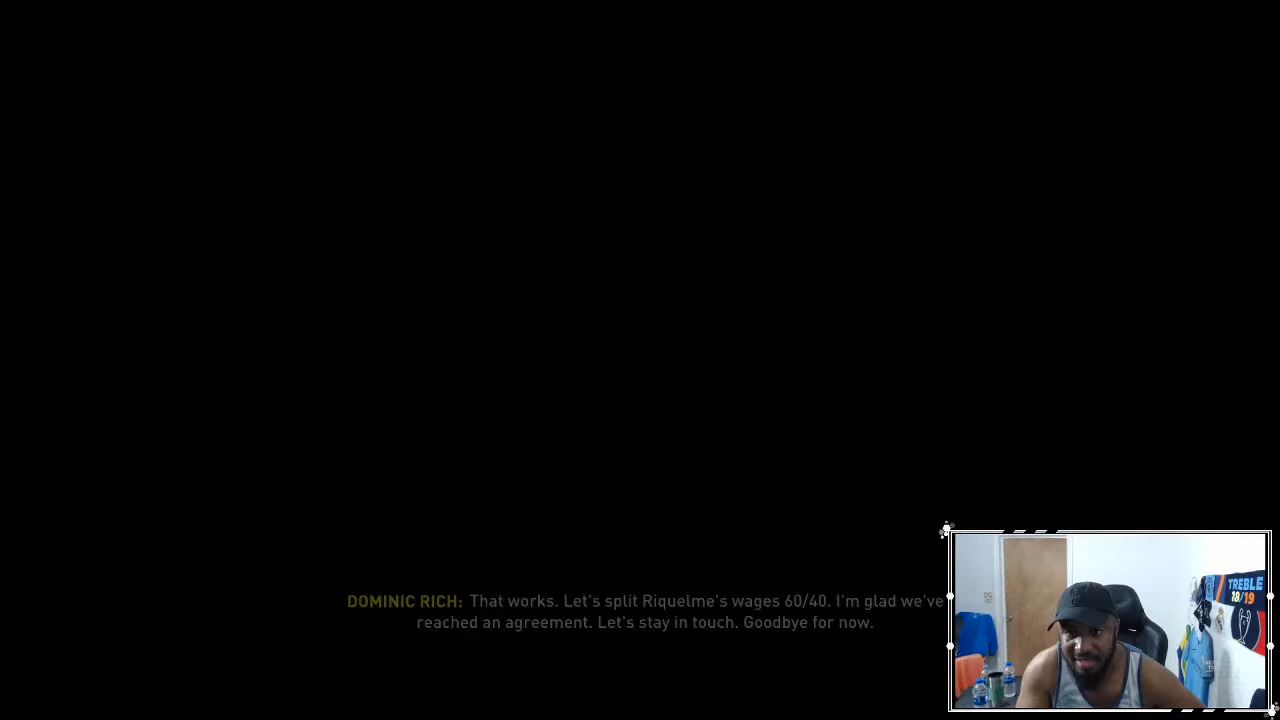 DOMINIC RICH: That works. Let's split Riquelme's wages 60/40. I'm glad we've
reached an agreement. Let's stay in touch. Goodbye for now.
TREBLE
18/19